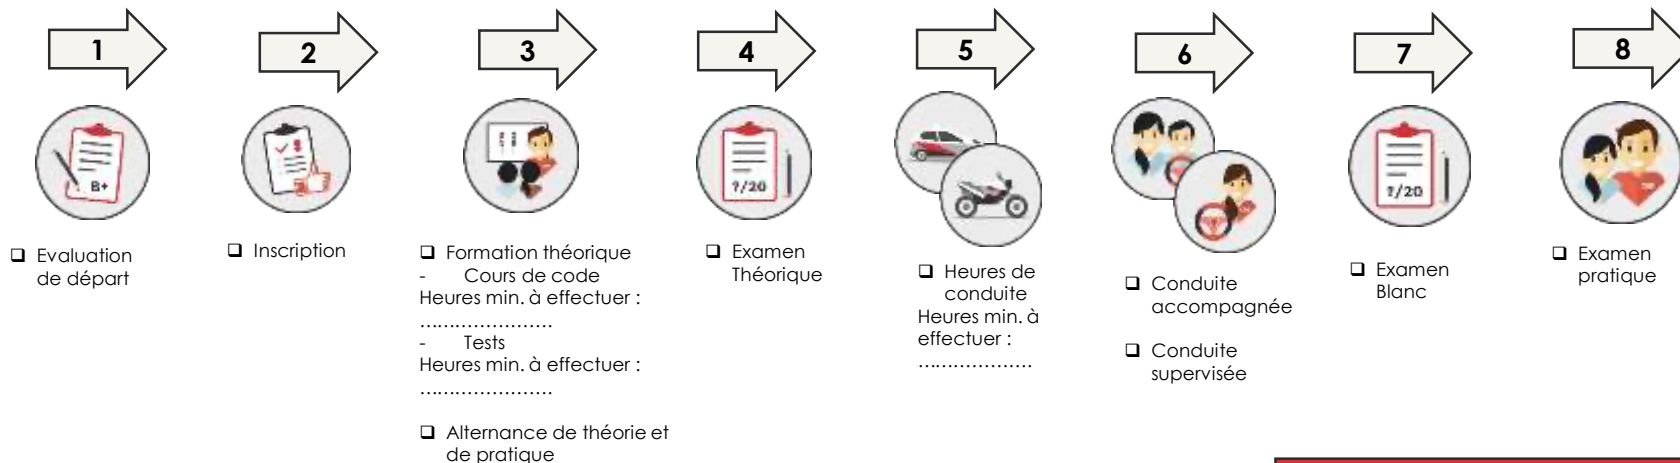 1
2
3
4
5
6
7
8
B+
?/20
?/20
❑ Evaluation
de départ
❑ Inscription
❑ Formation théorique
- Cours de code
Heures min. à effectuer :
......................
- Tests
Heures min. à effectuer :
......................
❑ Alternance de théorie et
de pratique
❑ Examen
Théorique
❑ Heures de
conduite
Heures min. à
effectuer :
...................
❑ Conduite
accompagnée
❑ Conduite
supervisée
❑ Examen
Blanc
❑ Examen
pratique